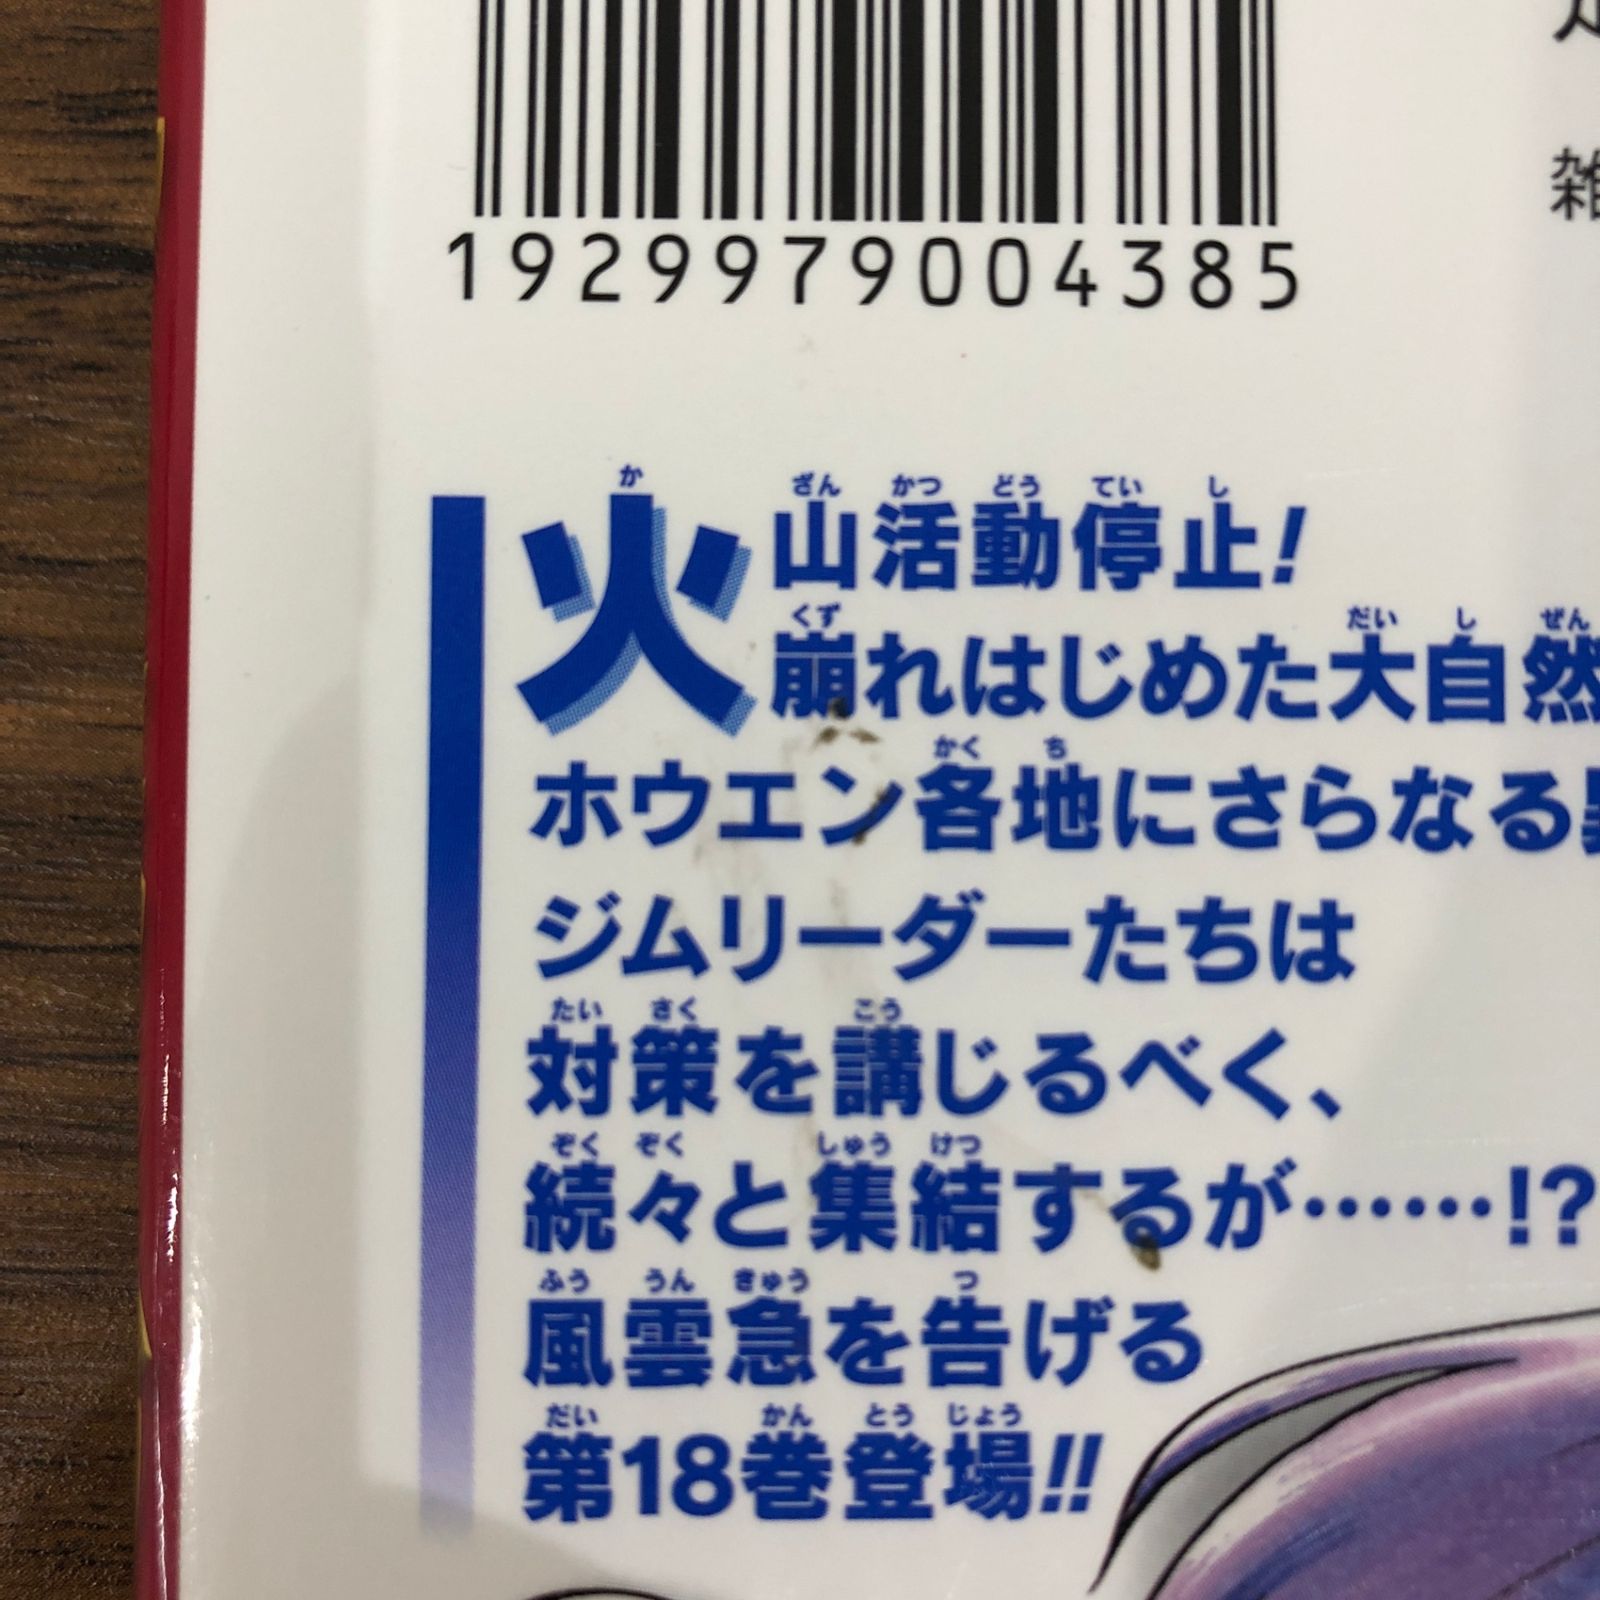 雑
1929979004385
火山活動停止!
崩れはじめた大自然
ホウエン各地にさらなる
ジムリーダーたちは
対策を講じるべく、
続々と集結するが……!?
風雲急を告げる
第18巻登場!!